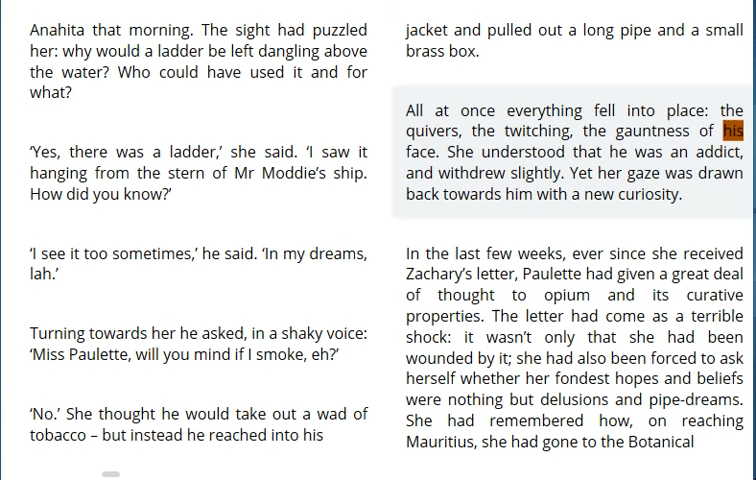 Anahita that morning. The sight had puzzled
her: why would a ladder be left dangling above
the water? Who could have used it and for
what?
‘Yes, there was a ladder,’ she said. ‘I saw it
hanging from the stern of Mr Moddie’s ship.
How did you know?’
‘I see it too sometimes,’ he said. ‘In my dreams,
lah.’
Turning towards her he asked, in a shaky voice:
‘Miss Paulette, will you mind if I smoke, eh?’
‘No.’ She thought he would take out a wad of
tobacco – but instead he reached into his
jacket and pulled out a long pipe and a small
brass box.
All at once everything fell into place: the
quivers, the twitching, the gauntness of his
face. She understood that he was an addict,
and withdrew slightly. Yet her gaze was drawn
back towards him with a new curiosity.
In the last few weeks, ever since she received
Zachary’s letter, Paulette had given a great deal
of thought to opium and its curative
properties. The letter had come as a terrible
shock: it wasn’t only that she had been
wounded by it; she had also been forced to ask
herself whether her fondest hopes and beliefs
were nothing but delusions and pipe-dreams.
She had remembered how, on reaching
Mauritius, she had gone to the Botanical